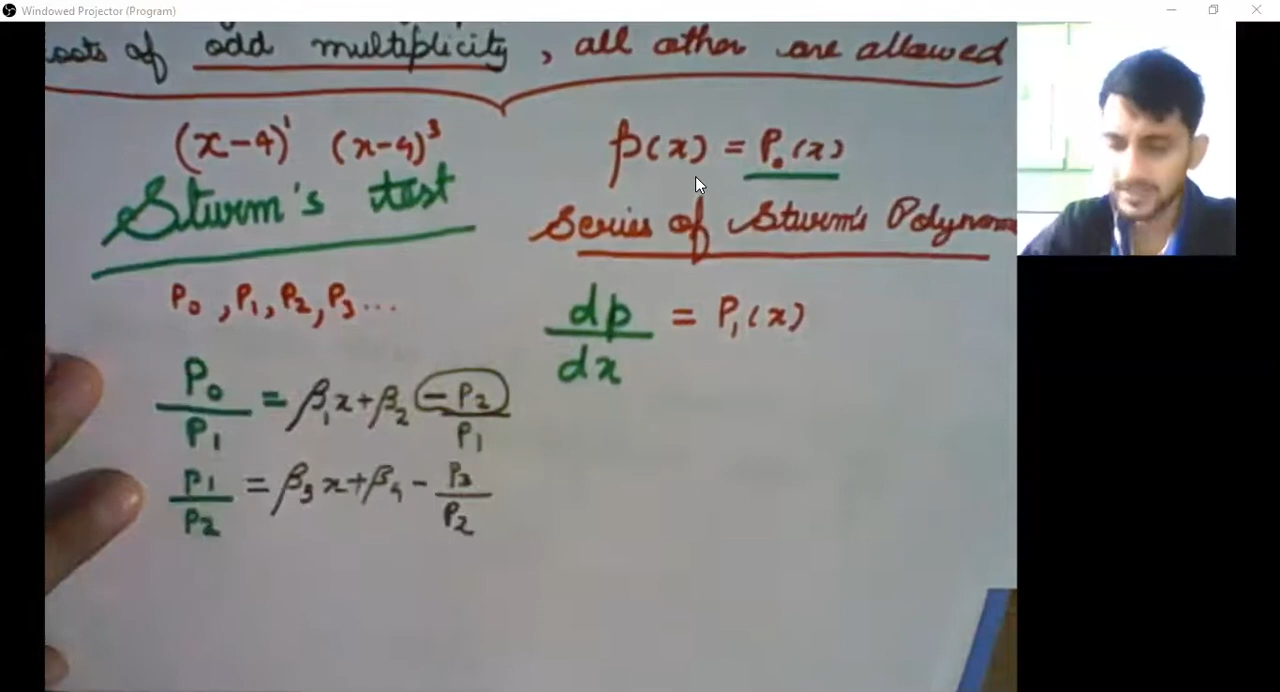 Windowed Projector (Program)
of odd multiplicity, all other are allowed
(x-4)¹ (x-4)³
p(x) = P₀(x)
Sturm's test
Series of Sturm's
P₀, P₁, P₂, P₃...
dp/dx = P₁(x)
P₀/P₁ = β₁x+β₂ -P₂/P₁
P₁/P₂ = β₃x+β₄ - P₃/P₂